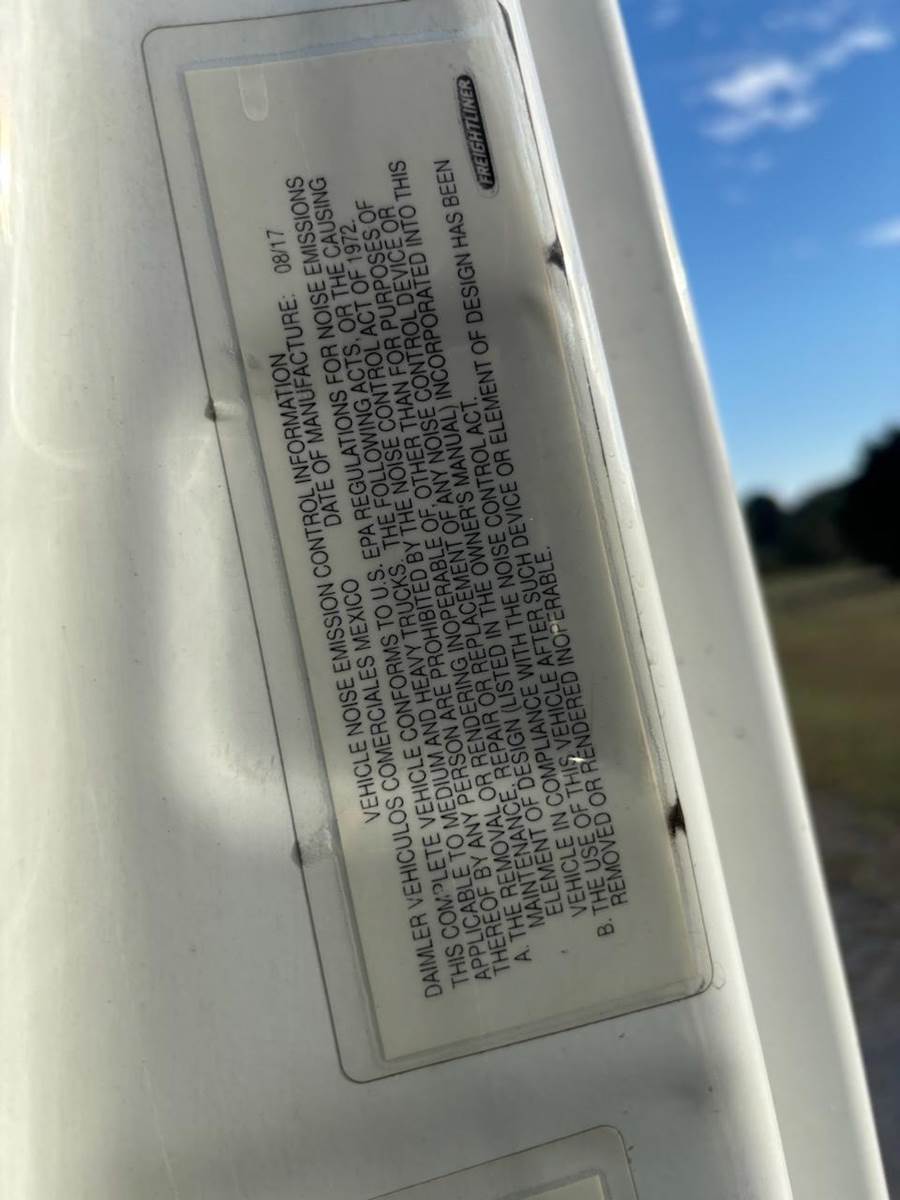 FREIGHTLINER
VEHICLE NOISE EMISSION CONTROL INFORMATION
DATE OF MANUFACTURE: 08/17
DAIMLER VEHICULOS COMERCIALES MEXICO
THIS COMPLETE VEHICLE CONFORMS TO U.S. EPA REGULATIONS FOR NOISE EMISSIONS
APPLICABLE TO MEDIUM AND HEAVY TRUCKS. THE FOLLOWING ACTS, OR THE CAUSING
THEREOF BY ANY PERSON ARE PROHIBITED BY THE NOISE CONTROL ACT OF 1972.
A. THE REMOVAL, OR RENDERING INOPERABLE OF, OTHER THAN FOR PURPOSES OF
MAINTENANCE, REPAIR OR REPLACEMENT OF ANY NOISE CONTROL DEVICE OR
ELEMENT OF DESIGN (LISTED IN THE OWNER'S MANUAL) INCORPORATED INTO THIS
VEHICLE IN COMPLIANCE WITH THE NOISE CONTROL ACT.
B. THE USE OF THIS VEHICLE AFTER SUCH DEVICE OR ELEMENT OF DESIGN HAS BEEN
REMOVED OR RENDERED INOPERABLE.